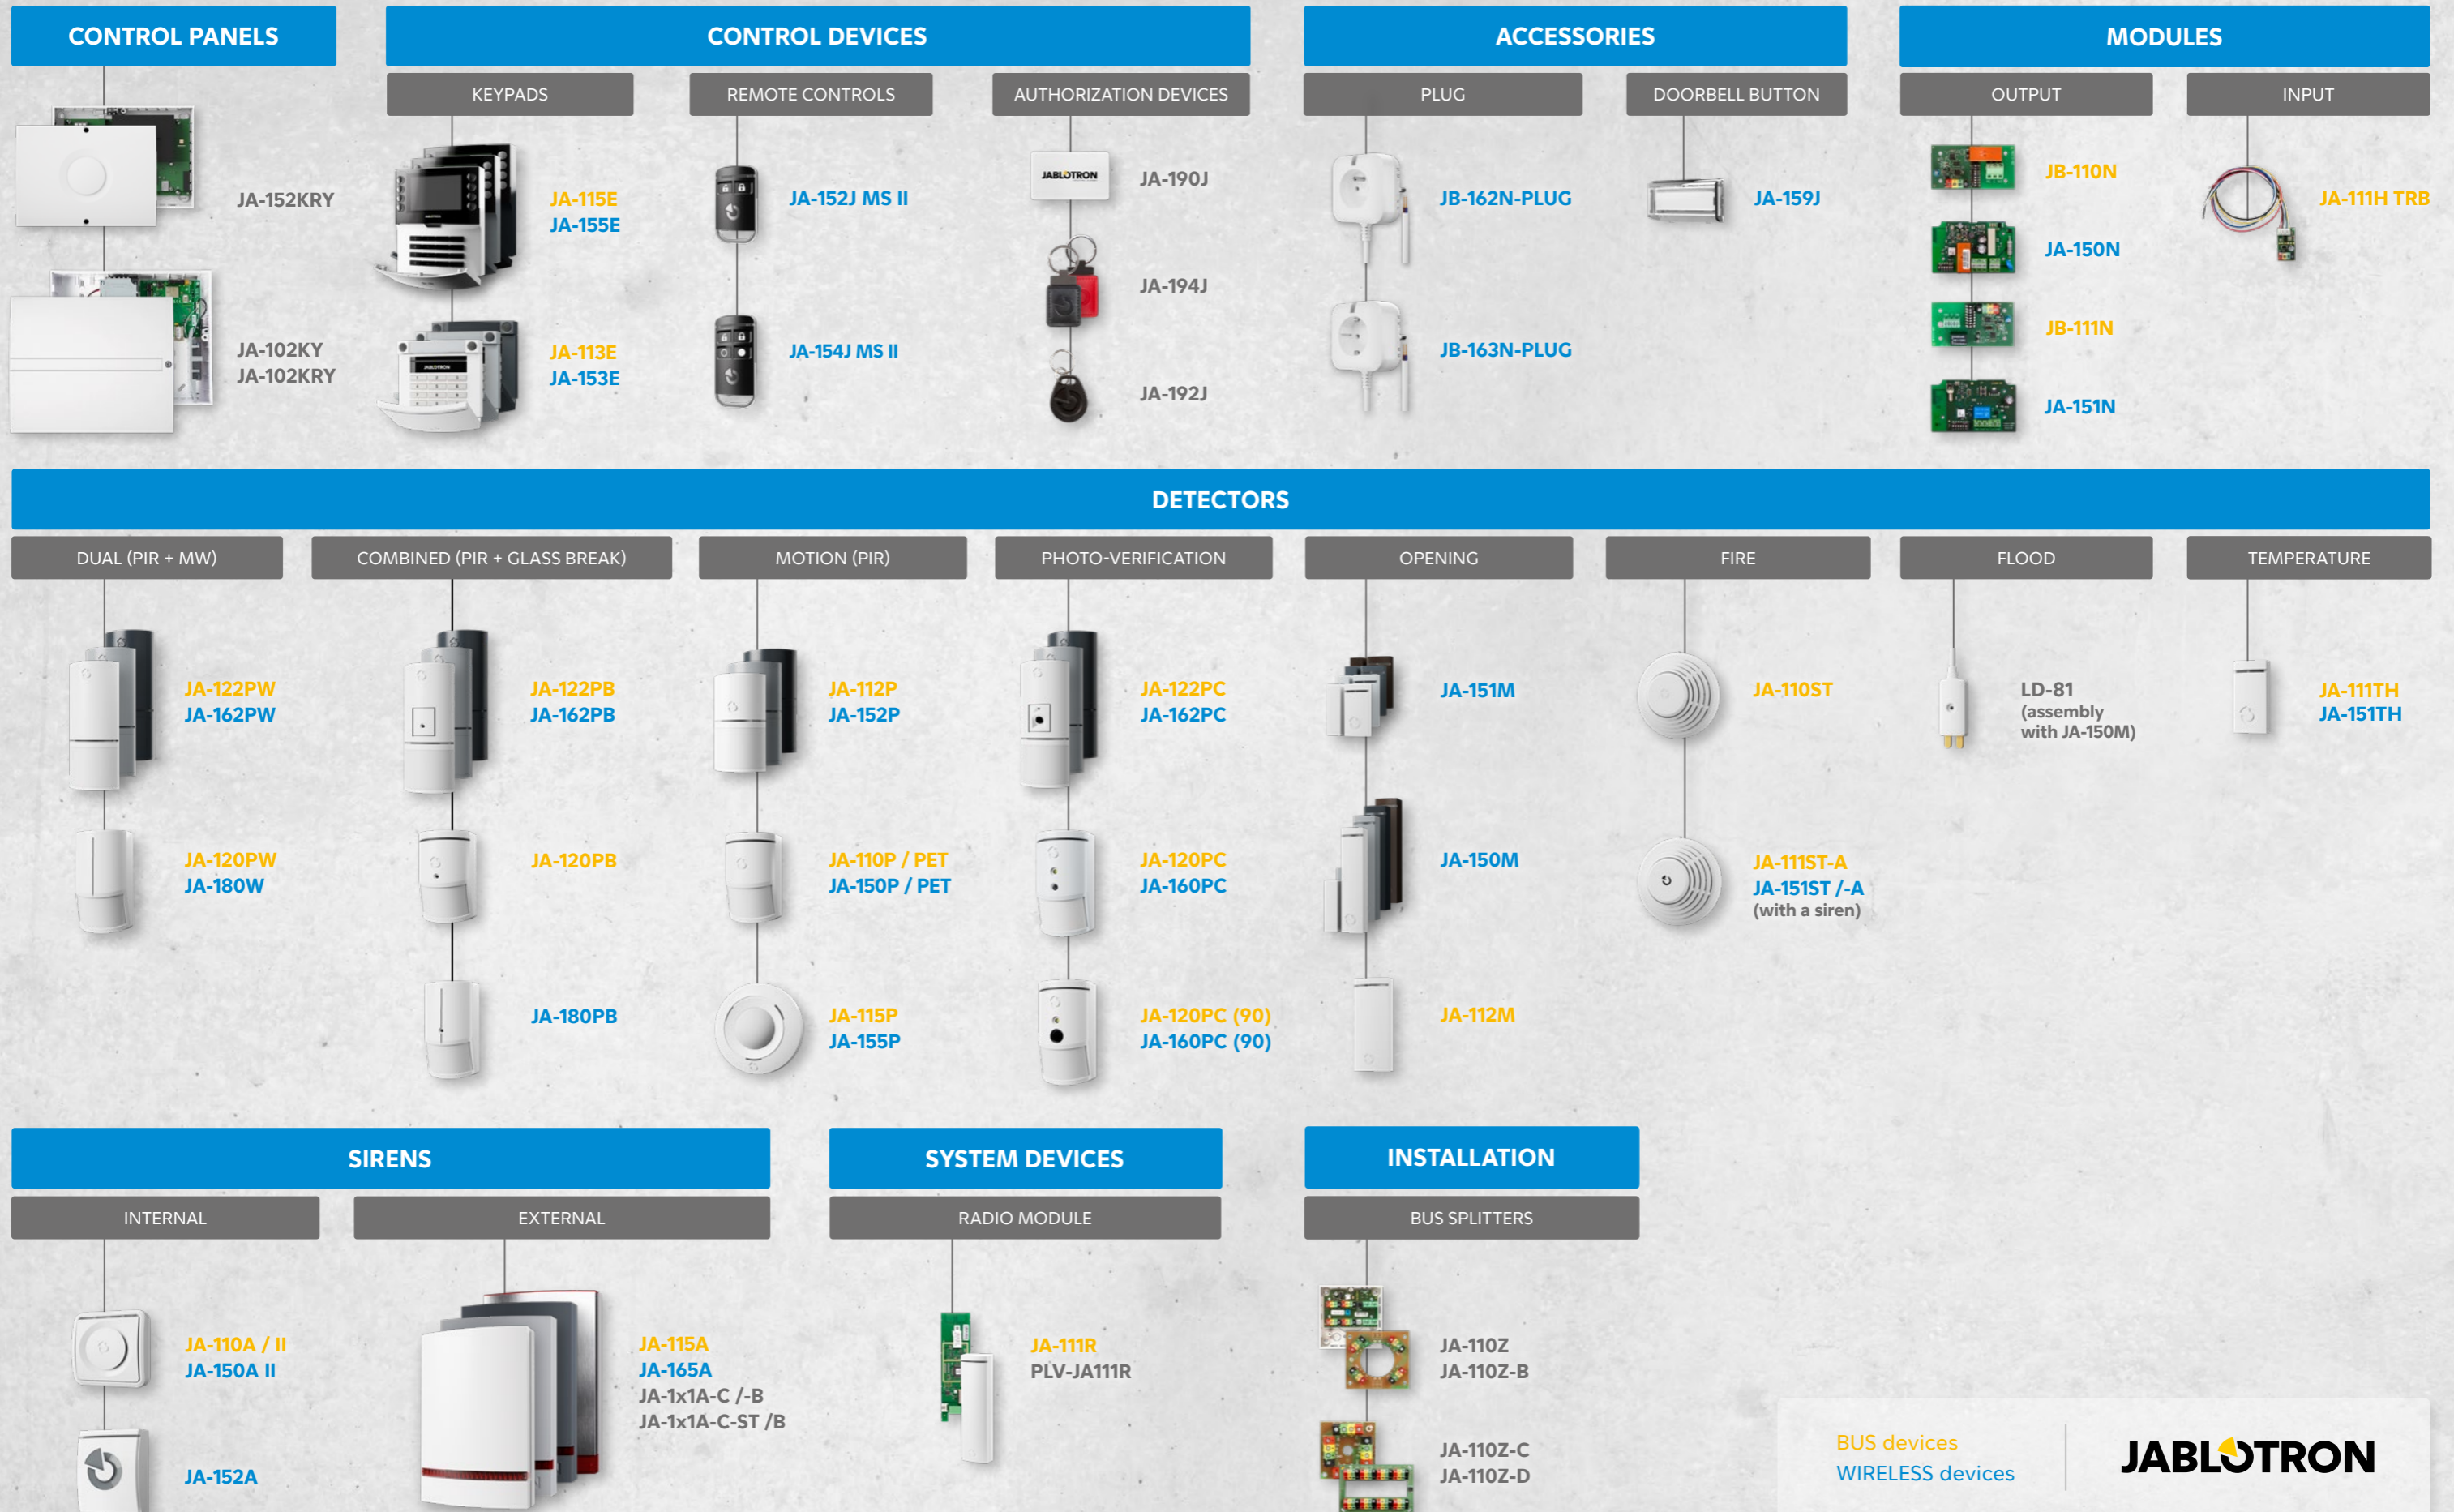 CONTROL PANELS
JA-152KRY
JA-102KY
JA-102KRY
CONTROL DEVICES
KEYPADS
JA-115E
JA-155E
JABLOTRON
JA-113E
JA-153E
REMOTE CONTROLS
JA-152J MS II
JA-154J MS II
AUTHORIZATION DEVICES
JABLOTRON
JA-190J
JA-194J
JA-192J
ACCESSORIES
PLUG
JB-162N-PLUG
JB-163N-PLUG
DOORBELL BUTTON
JA-159J
MODULES
OUTPUT
JB-110N
JA-150N
JB-111N
JA-151N
INPUT
JA-111H TRB
DETECTORS
DUAL (PIR + MW)
JA-122PW
JA-162PW
JA-120PW
JA-180W
COMBINED (PIR + GLASS BREAK)
JA-122PB
JA-162PB
JA-120PB
JA-180PB
MOTION (PIR)
JA-112P
JA-152P
JA-110P / PET
JA-150P / PET
JA-115P
JA-155P
PHOTO-VERIFICATION
JA-122PC
JA-162PC
JA-120PC
JA-160PC
JA-120PC (90)
JA-160PC (90)
OPENING
JA-151M
JA-150M
JA-112M
FIRE
JA-110ST
JA-111ST-A
JA-151ST /-A
(with a siren)
FLOOD
LD-81
(assembly
with JA-150M)
TEMPERATURE
JA-111TH
JA-151TH
SIRENS
INTERNAL
JA-110A / II
JA-150A II
JA-152A
EXTERNAL
JA-115A
JA-165A
JA-1x1A-C /-B
JA-1x1A-C-ST /B
SYSTEM DEVICES
RADIO MODULE
JA-111R
PLV-JA111R
INSTALLATION
BUS SPLITTERS
JA-110Z
JA-110Z-B
JA-110Z-C
JA-110Z-D
BUS devices
WIRELESS devices
JABLOTRON